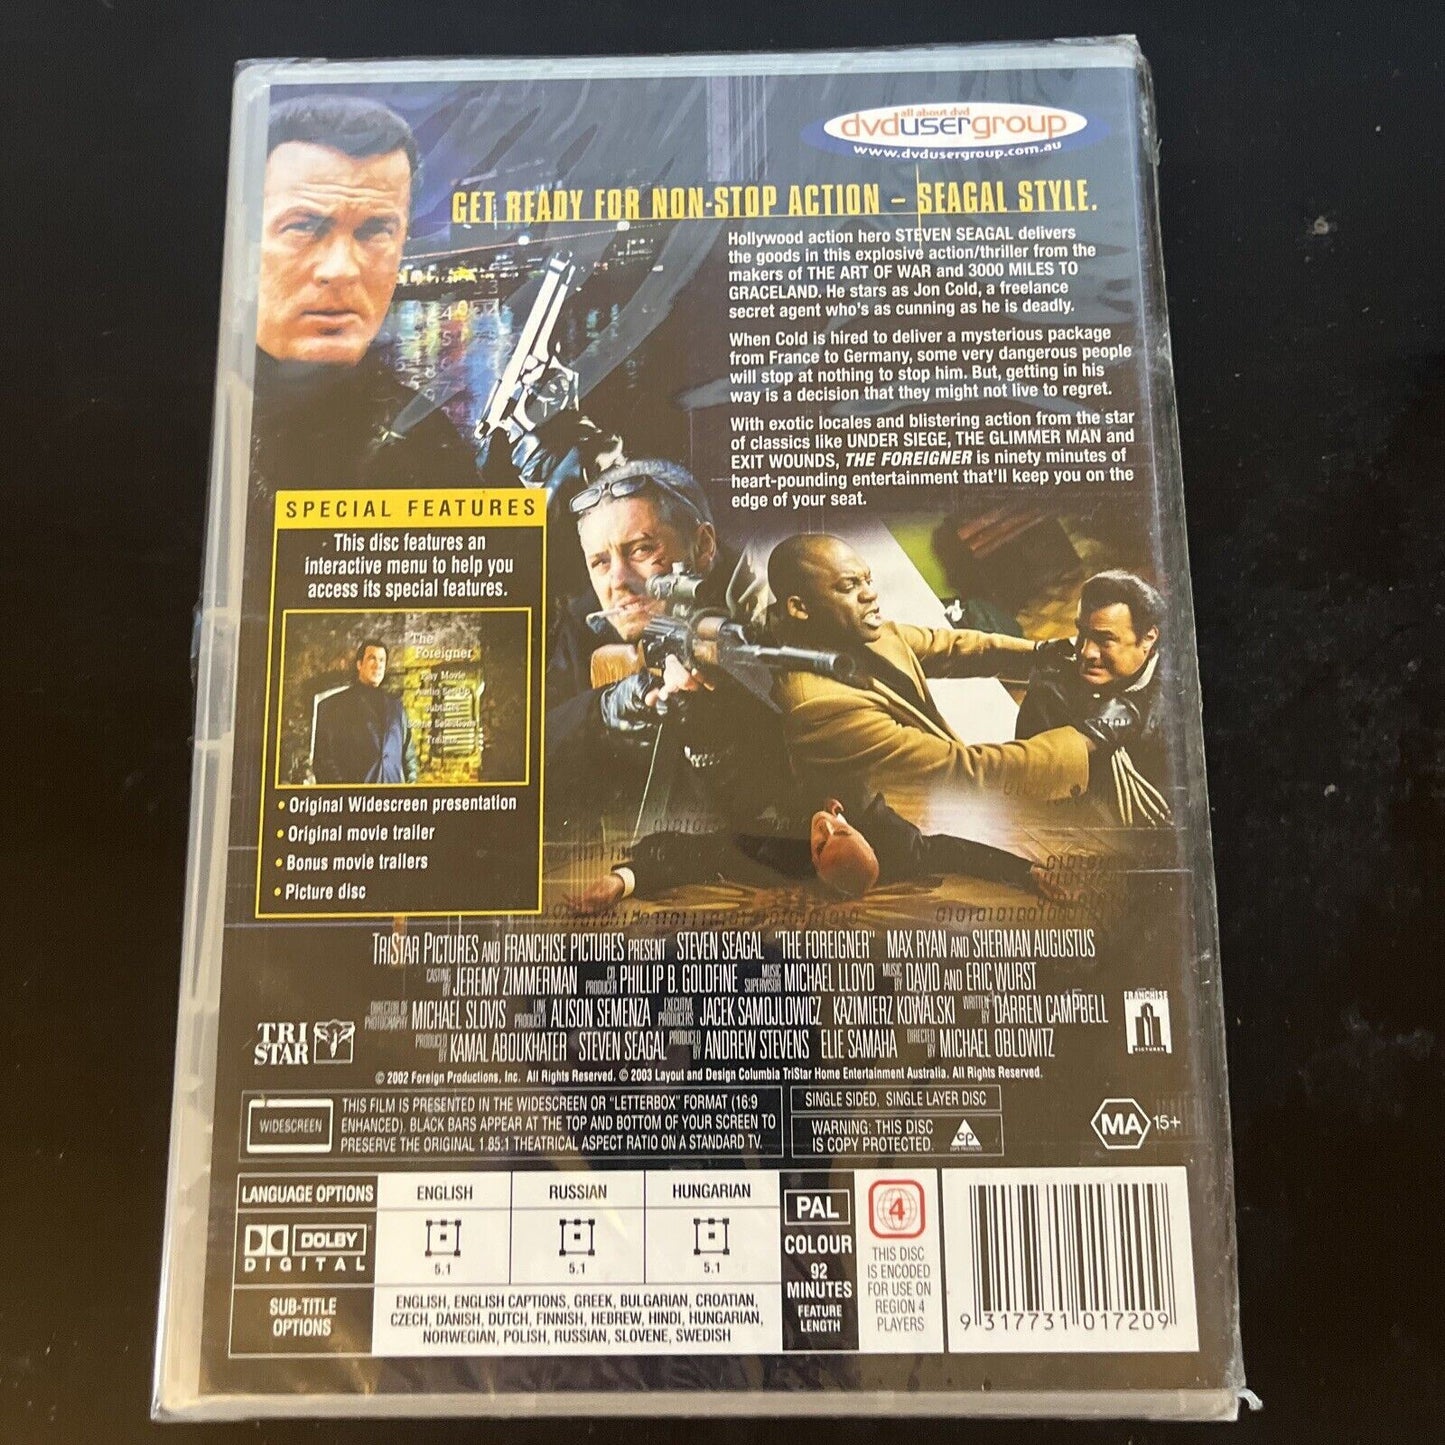 all about dvd
dvdusergroup
www.dvdusergroup.com.au
GET READY FOR NON-STOP ACTION – SEAGAL STYLE.
Hollywood action hero STEVEN SEAGAL delivers
the goods in this explosive action/thriller from the
makers of THE ART OF WAR and 3000 MILES TO
GRACELAND. He stars as Jon Cold, a freelance
secret agent who's as cunning as he is deadly.
When Cold is hired to deliver a mysterious package
from France to Germany, some very dangerous people
will stop at nothing to stop him. But, getting in his
way is a decision that they might not live to regret.
With exotic locales and blistering action from the star
of classics like UNDER SIEGE, THE GLIMMER MAN and
EXIT WOUNDS, THE FOREIGNER is ninety minutes of
heart-pounding entertainment that'll keep you on the
edge of your seat.
SPECIAL FEATURES
This disc features an
interactive menu to help you
access its special features.
The
Foreigner
Play Movie
Audio Set Up
Subtitles
Scene Selections
Trailers
• Original Widescreen presentation
• Original movie trailer
• Bonus movie trailers
• Picture disc
TRISTAR PICTURES AND FRANCHISE PICTURES PRESENT STEVEN SEAGAL "THE FOREIGNER" MAX RYAN AND SHERMAN AUGUSTUS
CASTING BY JEREMY ZIMMERMAN CO PRODUCER PHILLIP B. GOLDFINE MUSIC SUPERVISOR MICHAEL LLOYD MUSIC BY DAVID AND ERIC WURST
DIRECTOR OF PHOTOGRAPHY MICHAEL SLOVIS LINE PRODUCER ALISON SEMENZA EXECUTIVE PRODUCERS JACEK SAMOJLOWICZ KAZIMIERZ KOWALSKI WRITTEN BY DARREN CAMPBELL
PRODUCED BY KAMAL ABOUKHATER STEVEN SEAGAL PRODUCED BY ANDREW STEVENS ELIE SAMAHA DIRECTED BY MICHAEL OBLOWITZ
TRI
STAR
FRANCHISE
PICTURES
© 2002 Foreign Productions, Inc. All Rights Reserved. © 2003 Layout and Design Columbia TriStar Home Entertainment Australia. All Rights Reserved.
WIDESCREEN
THIS FILM IS PRESENTED IN THE WIDESCREEN OR "LETTERBOX" FORMAT (16:9
ENHANCED). BLACK BARS APPEAR AT THE TOP AND BOTTOM OF YOUR SCREEN TO
PRESERVE THE ORIGINAL 1.85:1 THEATRICAL ASPECT RATIO ON A STANDARD TV.
SINGLE SIDED, SINGLE LAYER DISC
WARNING: THIS DISC
IS COPY PROTECTED.
CP
MA 15+
LANGUAGE OPTIONS
ENGLISH RUSSIAN HUNGARIAN
DOLBY
DIGITAL
5.1 5.1 5.1
SUB-TITLE
OPTIONS
ENGLISH, ENGLISH CAPTIONS, GREEK, BULGARIAN, CROATIAN,
CZECH, DANISH, DUTCH, FINNISH, HEBREW, HINDI, HUNGARIAN,
NORWEGIAN, POLISH, RUSSIAN, SLOVENE, SWEDISH
PAL
COLOUR
92
MINUTES
FEATURE
LENGTH
4
THIS DISC
IS ENCODED
FOR USE ON
REGION 4
PLAYERS
9 317731 017209